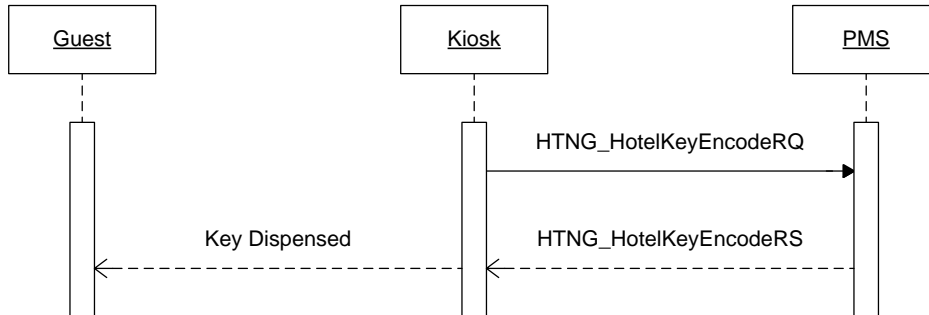 Guest
Kiosk
PMS
HTNG_HotelKeyEncodeRQ
Key Dispensed
HTNG_HotelKeyEncodeRS